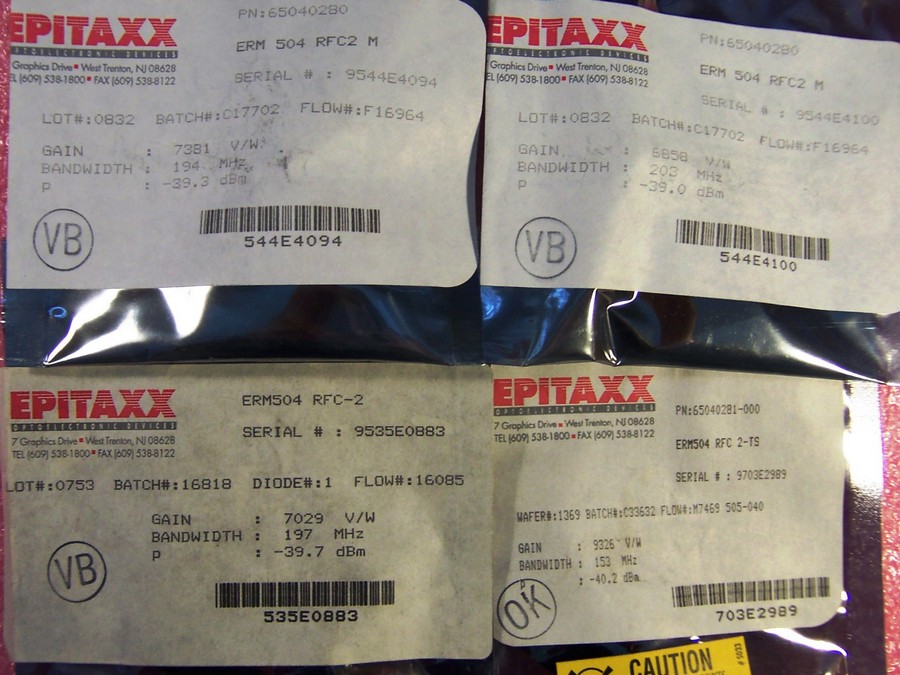 EPITAXX
OPTOELECTRONIC DEVICES
Graphics Drive ▪ West Trenton, NJ 08628
TEL (609) 538-1800 ▪ FAX (609) 538-8122
PN:65040280
ERM 504 RFC2 M
SERIAL # : 9544E4094
LOT#:0832 BATCH#:C17702 FLOW#:F16964
GAIN : 7381 V/W
BANDWIDTH : 194 MHz
P : -39.3 dBm
VB
544E4094
EPITAXX
OPTOELECTRONIC DEVICES
Graphics Drive ▪ West Trenton, NJ 08628
(609) 538-1800 ▪ FAX (609) 538-8122
PN:65040280
ERM 504 RFC2 M
SERIAL # : 9544E4100
LOT#:0832 BATCH#:C17702 FLOW#:F16964
GAIN : 6858 V/W
BANDWIDTH : 203 MHz
P : -39.0 dBm
VB
544E4100
EPITAXX
OPTOELECTRONIC DEVICES
7 Graphics Drive ▪ West Trenton, NJ 08628
TEL (609) 538-1800 ▪ FAX (609) 538-8122
ERM504 RFC-2
SERIAL # : 9535E0883
LOT#:0753 BATCH#:16818 DIODE#:1 FLOW#:16085
GAIN : 7029 V/W
BANDWIDTH : 197 MHz
P : -39.7 dBm
VB
535E0883
EPITAXX
OPTOELECTRONIC DEVICES
7 Graphics Drive ▪ West Trenton, NJ 08628
TEL (609) 538-1800 ▪ FAX (609) 538-8122
PN:65040281-000
ERM504 RFC 2-TS
SERIAL # : 9703E2989
WAFER#:1369 BATCH#:C33632 FLOW#:M7469 505-040
GAIN : 9326 V/W
BANDWIDTH : 153 MHz
P : -40.2 dBm
OK
703E2989
CAUTION
# 5033